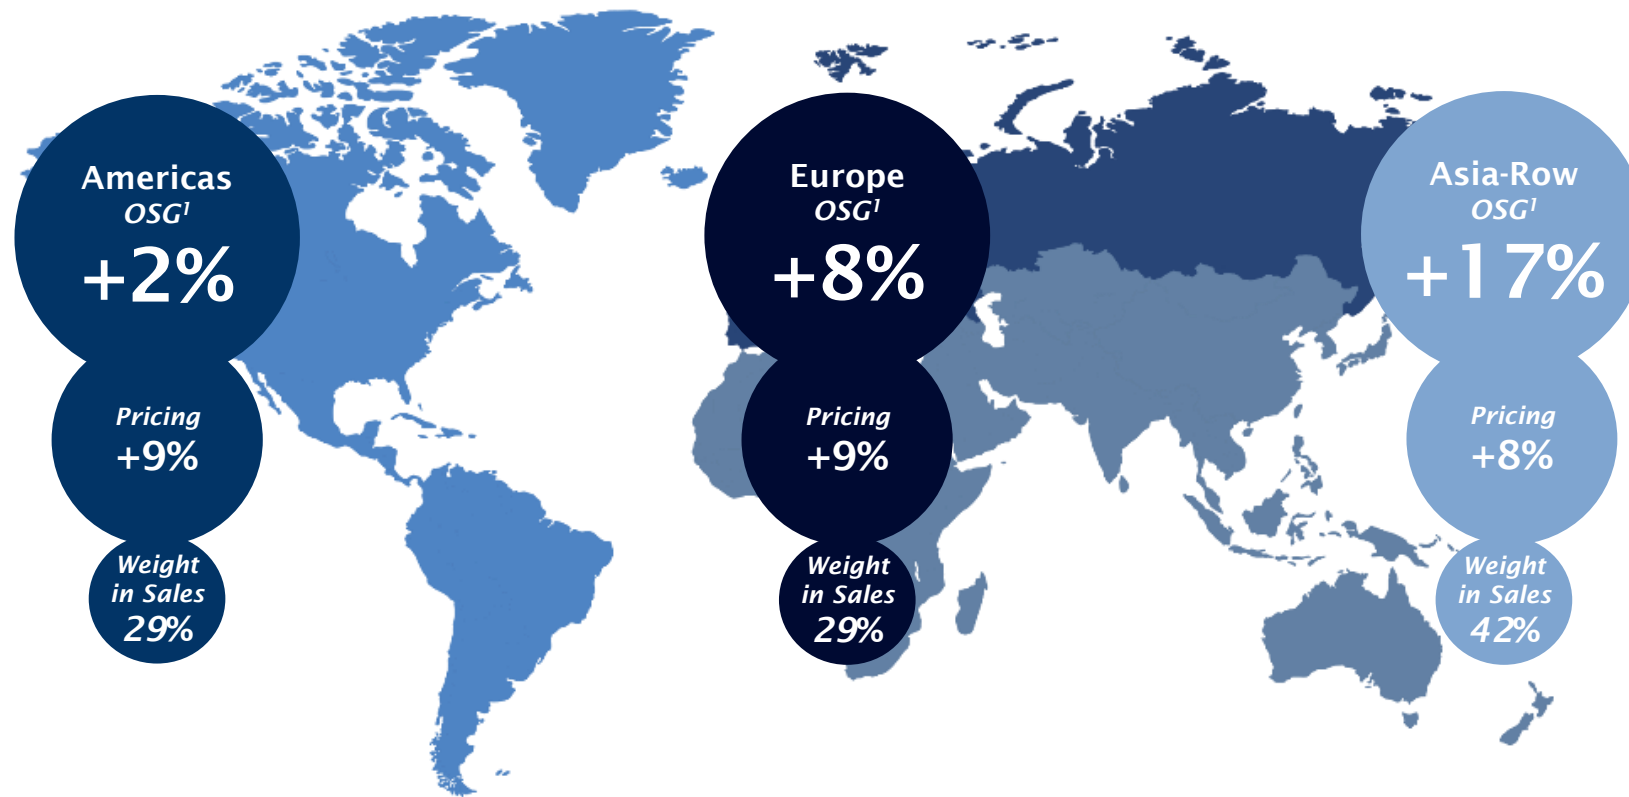 Americas
OSG¹
+2%
Pricing
+9%
Weight
in Sales
29%
Europe
OSG¹
+8%
Pricing
+9%
Weight
in Sales
29%
Asia-Row
OSG¹
+17%
Pricing
+8%
Weight
in Sales
42%